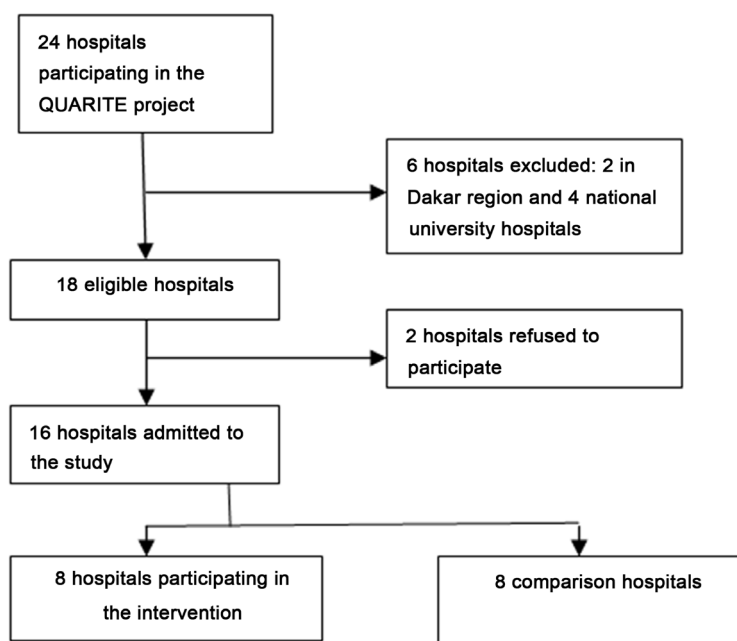 24 hospitals
participating in the
QUARITE project
6 hospitals excluded: 2 in
Dakar region and 4 national
university hospitals
18 eligible hospitals
2 hospitals refused to
participate
16 hospitals admitted to
the study
8 hospitals participating in
the intervention
8 comparison hospitals